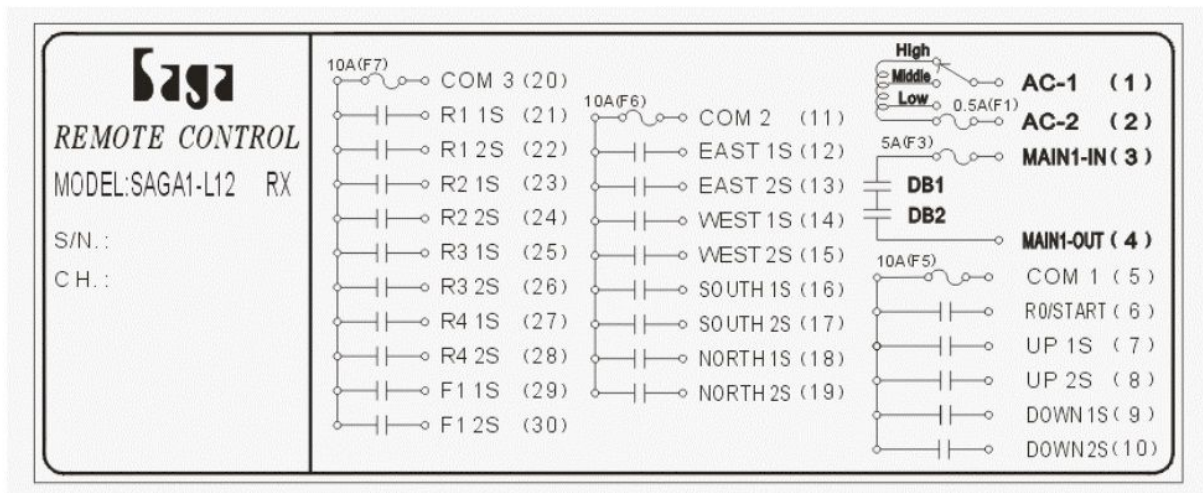 Saga
REMOTE CONTROL
MODEL:SAGA1-L12 RX
S/N.:
CH.:
10A(F7)
COM 3 (20)
R1 1S (21)
R1 2S (22)
R2 1S (23)
R2 2S (24)
R3 1S (25)
R3 2S (26)
R4 1S (27)
R4 2S (28)
F1 1S (29)
F1 2S (30)
10A(F6)
COM 2 (11)
EAST 1S (12)
EAST 2S (13)
WEST 1S (14)
WEST 2S (15)
SOUTH 1S (16)
SOUTH 2S (17)
NORTH 1S (18)
NORTH 2S (19)
High
Middle
Low
AC-1 (1)
0.5A(F1)
AC-2 (2)
5A(F3)
MAIN1-IN (3)
DB1
DB2
MAIN1-OUT (4)
10A(F5)
COM 1 (5)
R0/START (6)
UP 1S (7)
UP 2S (8)
DOWN 1S (9)
DOWN 2S (10)